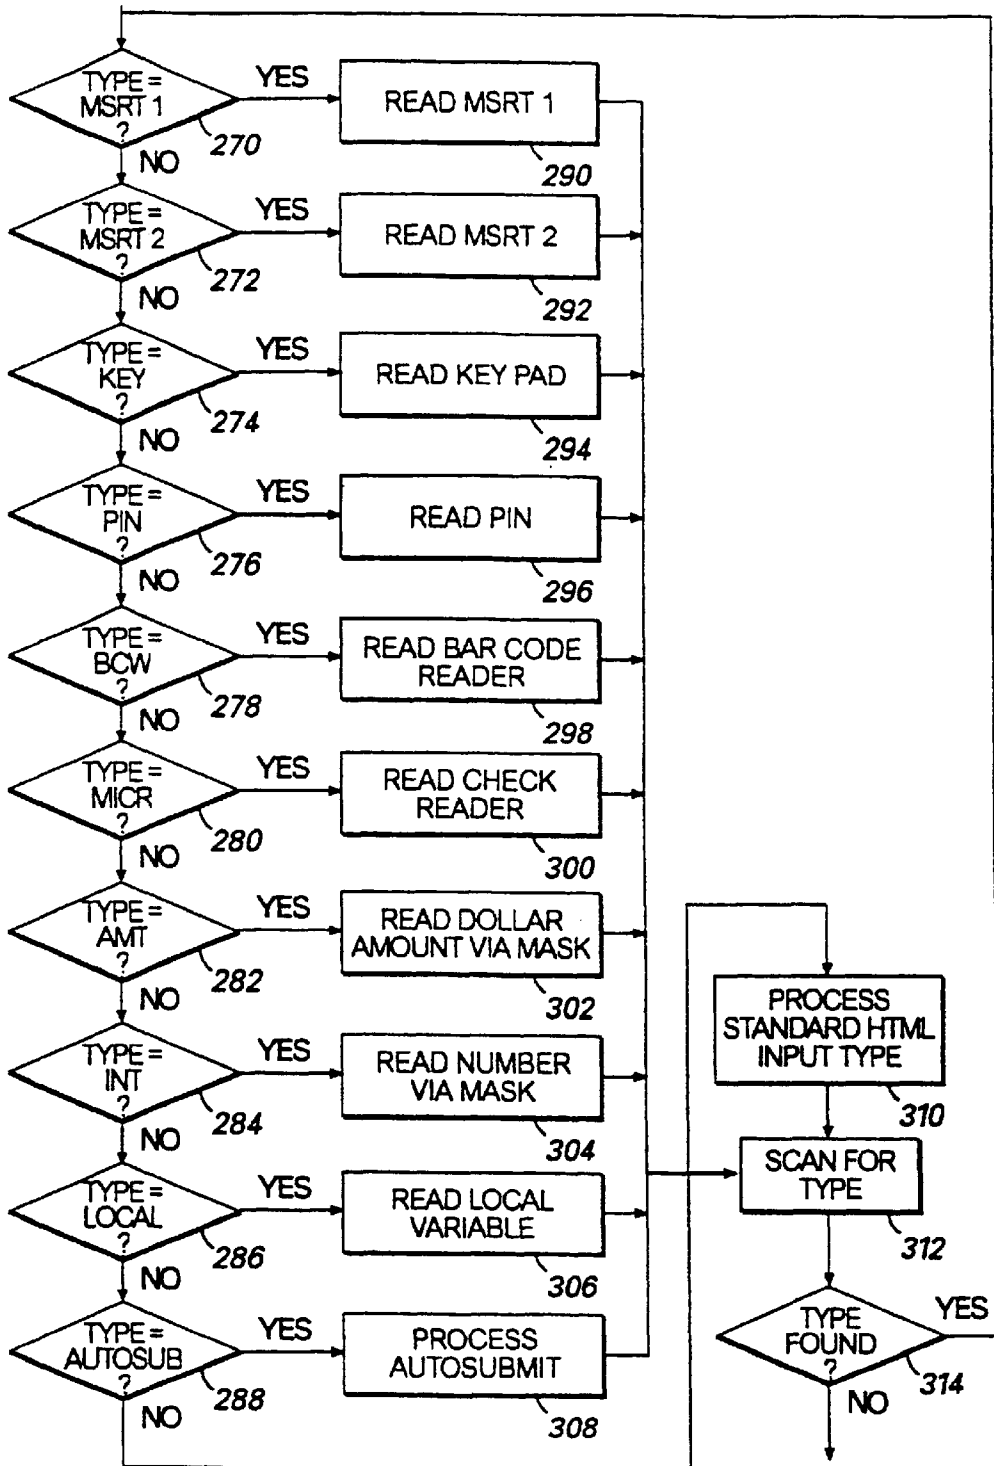 TYPE =
MSRT 1
?
270
YES
NO
READ MSRT 1
290
TYPE =
MSRT 2
?
272
YES
NO
READ MSRT 2
292
TYPE =
KEY
?
274
YES
NO
READ KEY PAD
294
TYPE =
PIN
?
276
YES
NO
READ PIN
296
TYPE =
BCW
?
278
YES
NO
READ BAR CODE
READER
298
TYPE =
MICR
?
280
YES
NO
READ CHECK
READER
300
TYPE =
AMT
?
282
YES
NO
READ DOLLAR
AMOUNT VIA MASK
302
TYPE =
INT
?
284
YES
NO
READ NUMBER
VIA MASK
304
TYPE =
LOCAL
?
286
YES
NO
READ LOCAL
VARIABLE
306
TYPE =
AUTOSUB
?
288
YES
NO
PROCESS
AUTOSUBMIT
308
PROCESS
STANDARD HTML
INPUT TYPE
310
SCAN FOR
TYPE
312
TYPE
FOUND
?
314
YES
NO